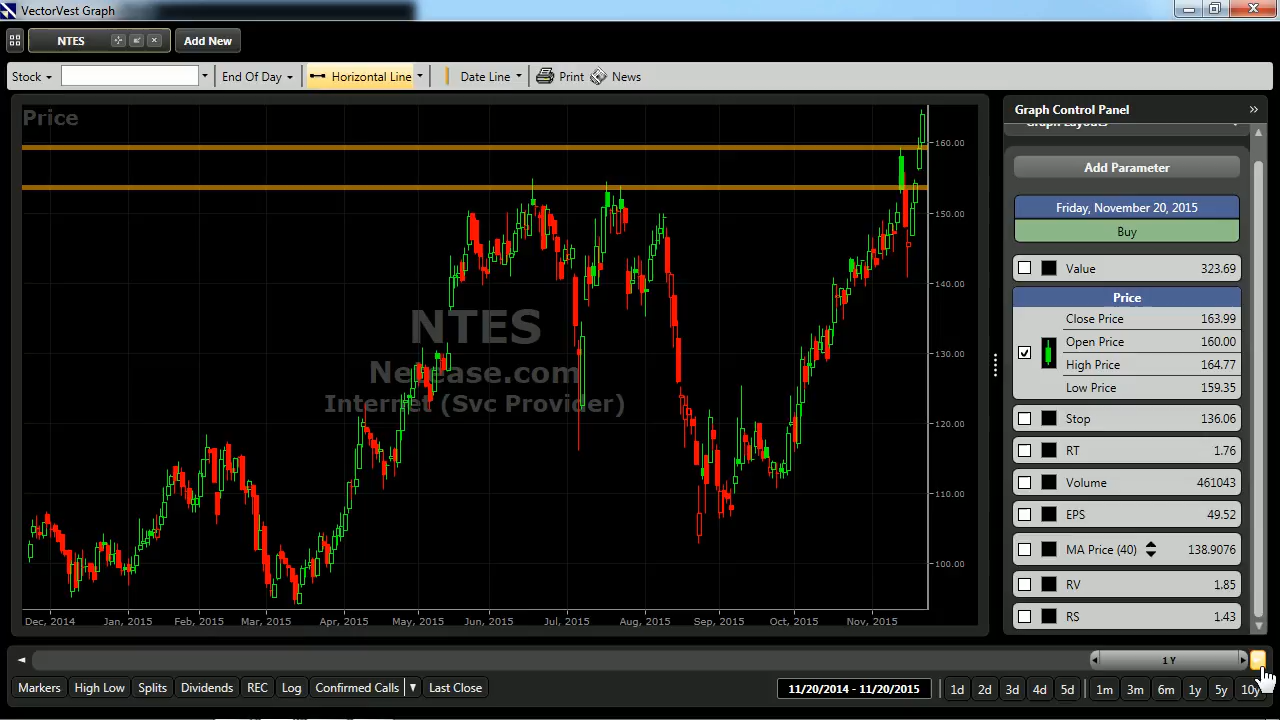 VectorVest Graph
NTES
Add New
Stock
End Of Day
Horizontal Line
Date Line
Print
News
Price
160.00
150.00
140.00
130.00
120.00
110.00
100.00
NTES
Netease.com
Internet (Svc Provider)
Dec, 2014 Jan, 2015 Feb, 2015 Mar, 2015 Apr, 2015 May, 2015 Jun, 2015 Jul, 2015 Aug, 2015 Sep, 2015 Oct, 2015 Nov, 2015
Graph Control Panel
Graph Layouts
Add Parameter
Friday, November 20, 2015
Buy
Value 323.69
Price
Close Price 163.99
Open Price 160.00
High Price 164.77
Low Price 159.35
Stop 136.06
RT 1.76
Volume 461043
EPS 49.52
MA Price (40) 138.9076
RV 1.85
RS 1.43
1 Y
Markers High Low Splits Dividends REC Log Confirmed Calls Last Close
11/20/2014 - 11/20/2015
1d 2d 3d 4d 5d 1m 3m 6m 1y 5y 10y